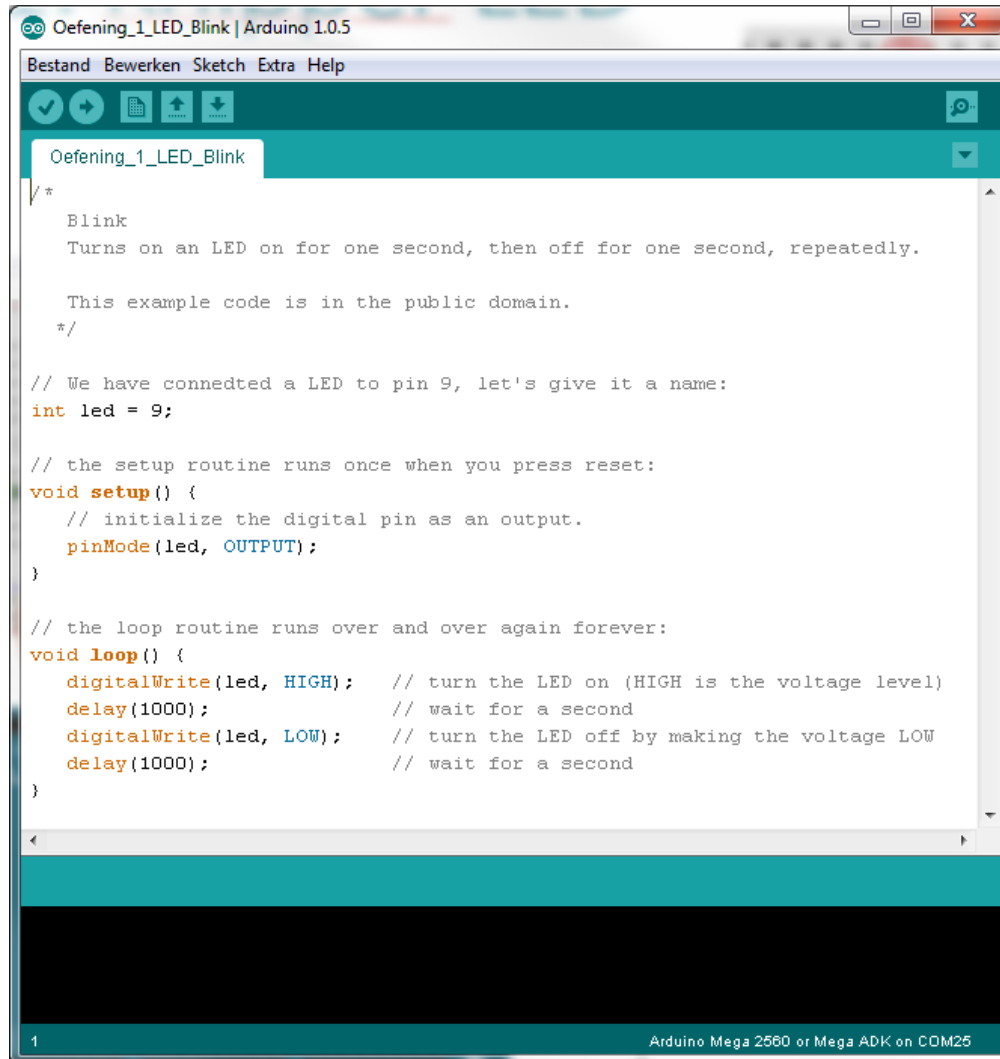 Oefening_1_LED_Blink | Arduino 1.0.5
Bestand Bewerken Sketch Extra Help
Oefening_1_LED_Blink
/*
Blink
Turns on an LED on for one second, then off for one second, repeatedly.
This example code is in the public domain.
*/
// We have connedted a LED to pin 9, let's give it a name:
int led = 9;
// the setup routine runs once when you press reset:
void setup() {
// initialize the digital pin as an output.
pinMode(led, OUTPUT);
}
// the loop routine runs over and over again forever:
void loop() {
digitalWrite(led, HIGH); // turn the LED on (HIGH is the voltage level)
delay(1000); // wait for a second
digitalWrite(led, LOW); // turn the LED off by making the voltage LOW
delay(1000); // wait for a second
}
1 Arduino Mega 2560 or Mega ADK on COM25